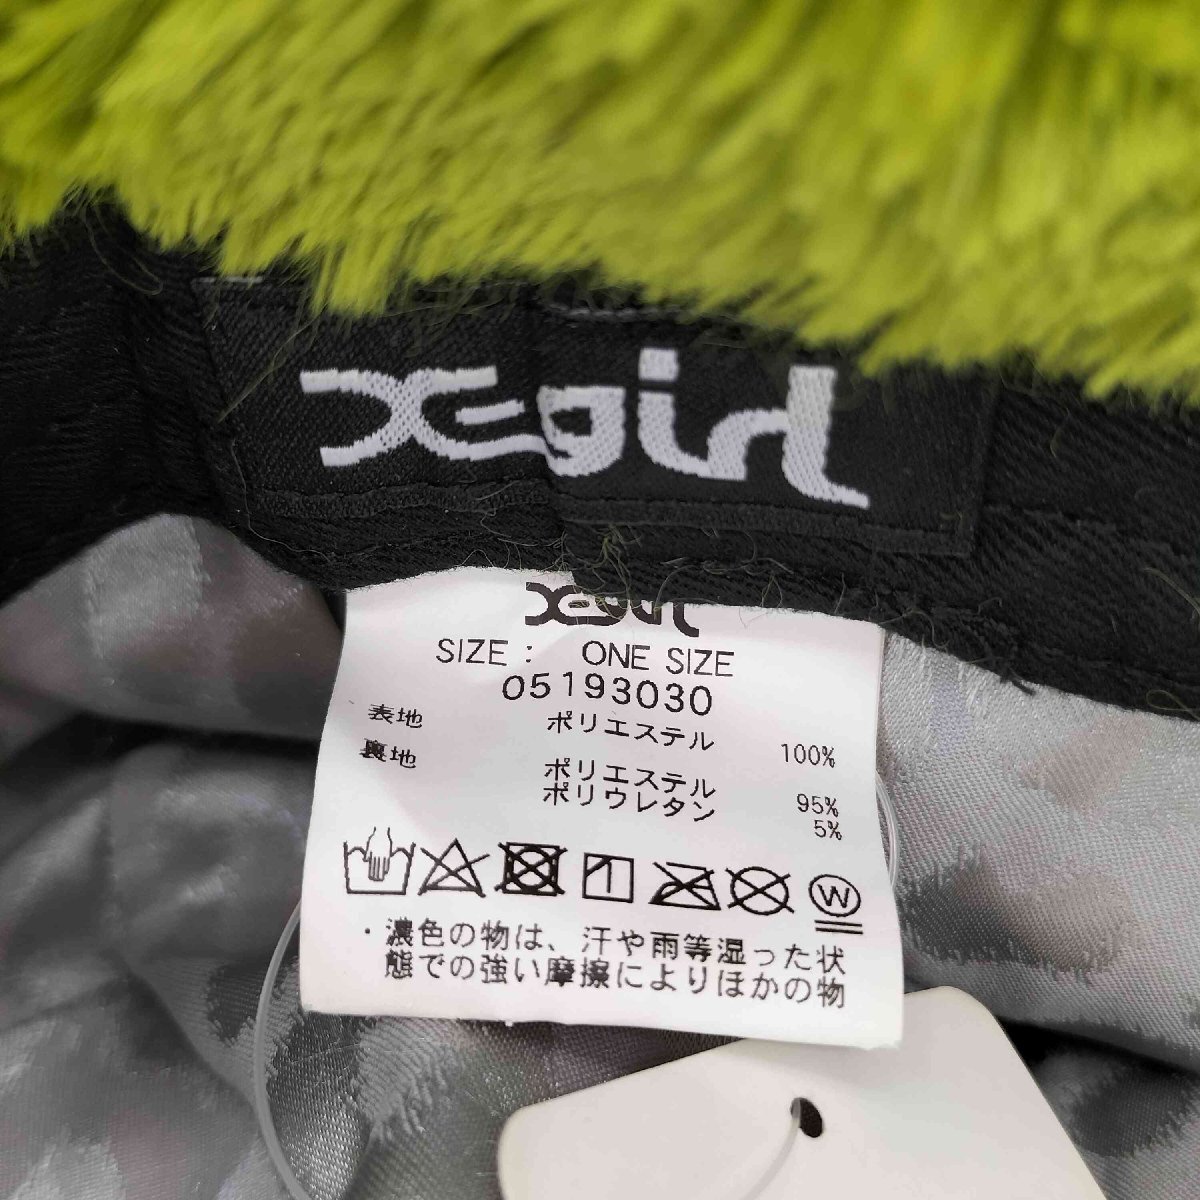 X-girl
X-girl
SIZE : ONE SIZE
05193030
表地 ポリエステル 100%
裏地 ポリエステル 95%
ポリウレタン 5%
W
・濃色の物は、汗や雨等湿った状
態での強い摩擦によりほかの物